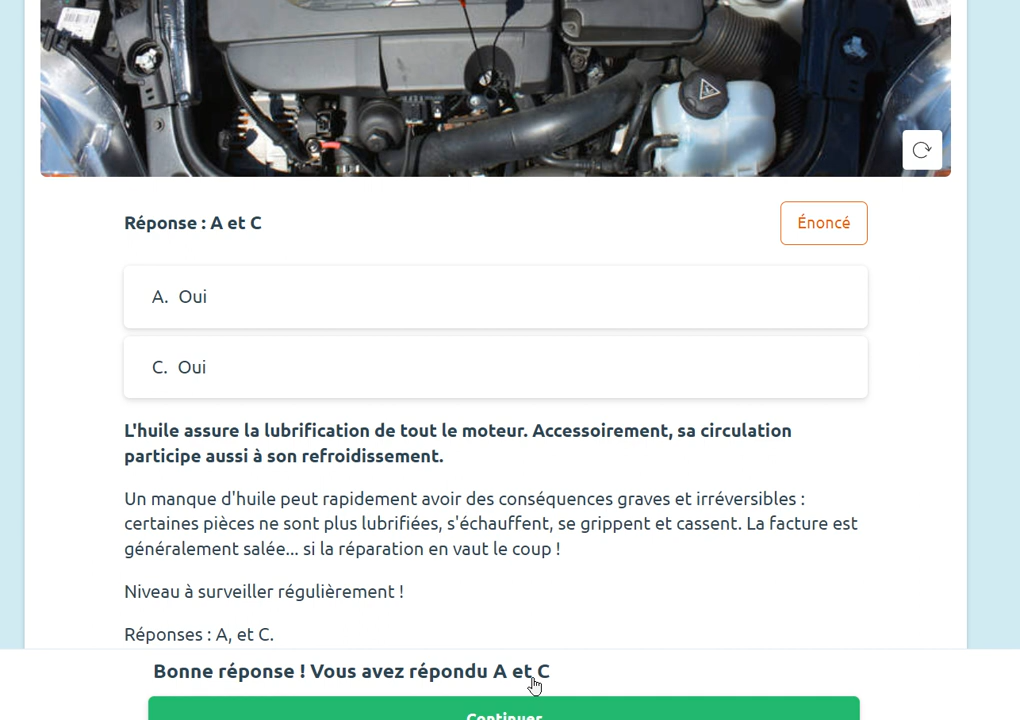 Réponse : A et C
Énoncé
A. Oui
C. Oui
L'huile assure la lubrification de tout le moteur. Accessoirement, sa circulation
participe aussi à son refroidissement.
Un manque d'huile peut rapidement avoir des conséquences graves et irréversibles :
certaines pièces ne sont plus lubrifiées, s'échauffent, se grippent et cassent. La facture est
généralement salée... si la réparation en vaut le coup !
Niveau à surveiller régulièrement !
Réponses : A, et C.
Bonne réponse ! Vous avez répondu A et C
Continuer